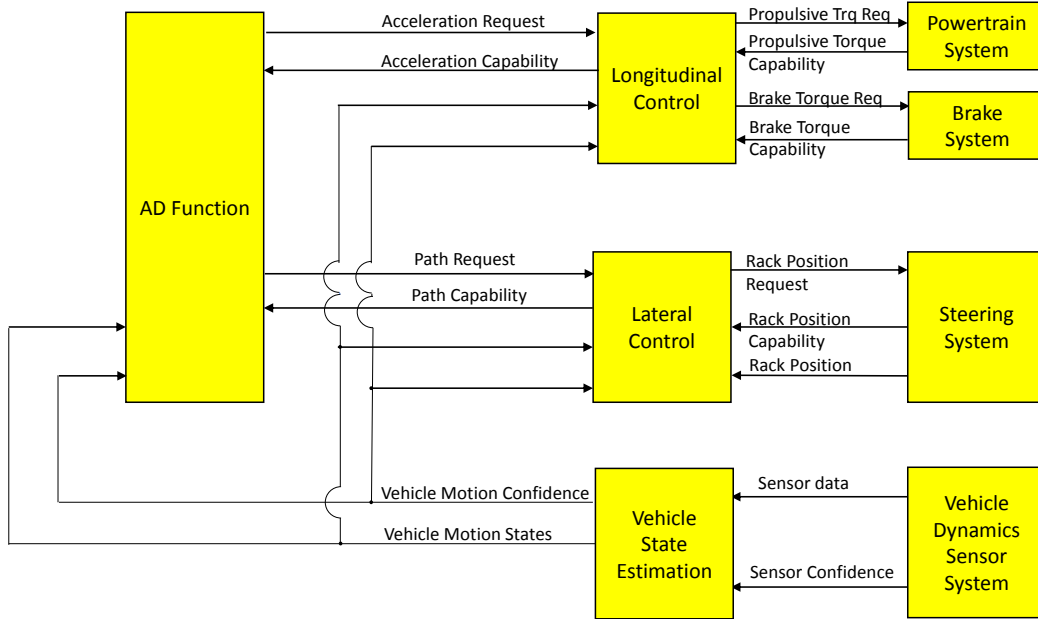 Acceleration Request
Acceleration Capability
AD Function
Longitudinal
Control
Propulsive Trq Req
Propulsive Torque
Capability
Brake Torque Req
Brake Torque
Capability
Powertrain
System
Brake
System
Path Request
Path Capability
Lateral
Control
Rack Position
Request
Rack Position
Capability
Rack Position
Steering
System
Vehicle Motion Confidence
Vehicle Motion States
Vehicle
State
Estimation
Sensor data
Sensor Confidence
Vehicle
Dynamics
Sensor
System